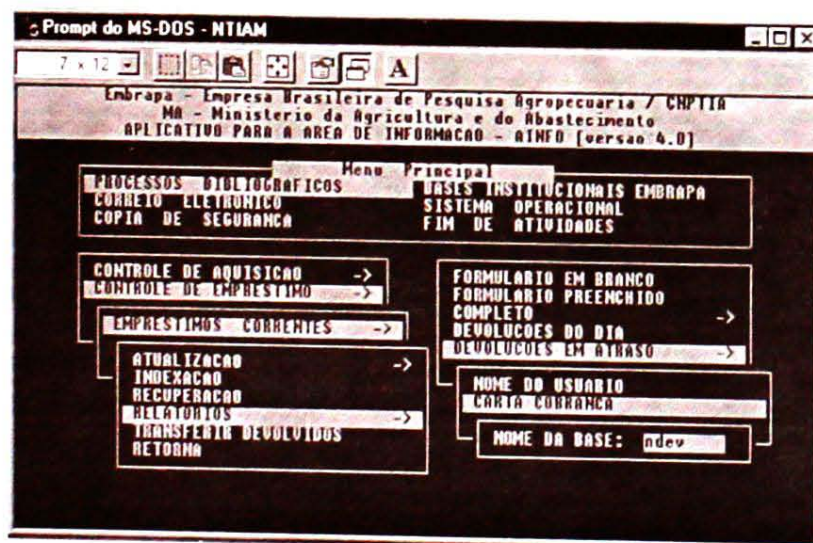 Prompt do MS-DOS - NTIAM
7 x 12
A
Embrapa - Empresa Brasileira de Pesquisa Agropecuaria / CNPTIA
MA - Ministerio da Agricultura e do Abastecimento
APLICATIVO PARA A AREA DE INFORMACAO - AINFO [versao 4.0]
Menu Principal
PROCESSOS BIBLIOGRAFICOS
CORREIO ELETRONICO
COPIA DE SEGURANCA
BASES INSTITUCIONAIS EMBRAPA
SISTEMA OPERACIONAL
FIM DE ATIVIDADES
CONTROLE DE AQUISICAO ->
CONTROLE DE EMPRESTIMO ->
EMPRESTIMOS CORRENTES ->
ATUALIZACAO ->
INDEXACAO
RECUPERACAO
RELATORIOS ->
TRANSFERIR DEVOLVIDOS
RETORNA
FORMULARIO EM BRANCO
FORMULARIO PREENCHIDO
COMPLETO ->
DEVOLUCOES DO DIA
DEVOLUCOES EM ATRASO ->
NOME DO USUARIO
CARTA COBRANCA
NOME DA BASE: ndev